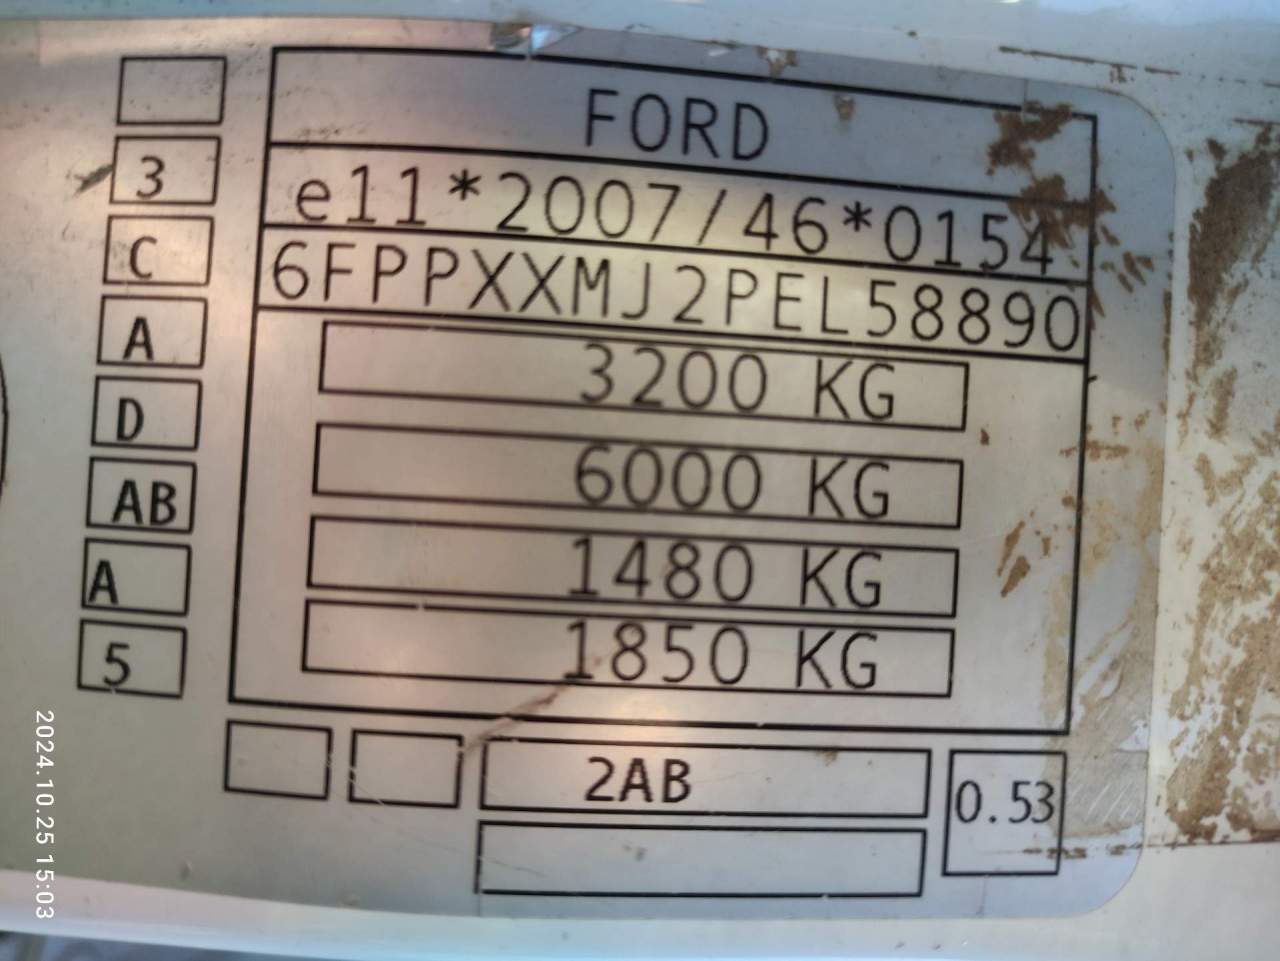 FORD
e11*2007/46*0154
6FPPXXMJ2PEL58890
3200 KG
6000 KG
1480 KG
1850 KG
3
C
A
D
AB
A
5
2AB
0.53
2024.10.25 15:03